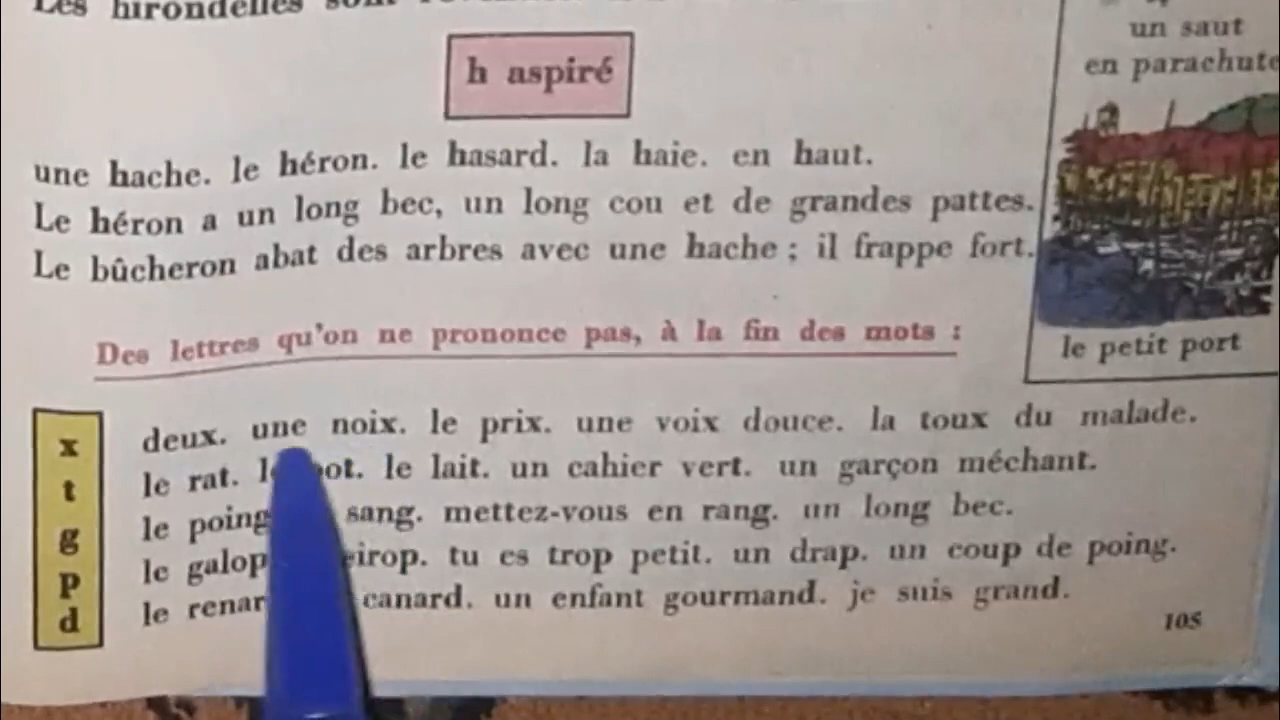 Les hirondelles
h aspiré
une hache. le héron. le hasard. la haie. en haut.
Le héron a un long bec, un long cou et de grandes pattes.
Le bûcheron abat des arbres avec une hache ; il frappe fort.
un saut
en parachute
le petit port
Des lettres qu'on ne prononce pas, à la fin des mots :
x
t
g
p
d
deux. une noix. le prix. une voix douce. la toux du malade.
le rat. le lait. un cahier vert. un garçon méchant.
le poing sang. mettez-vous en rang. un long bec.
le galop tu es trop petit. un drap. un coup de poing.
le canard. un enfant gourmand. je suis grand.
105